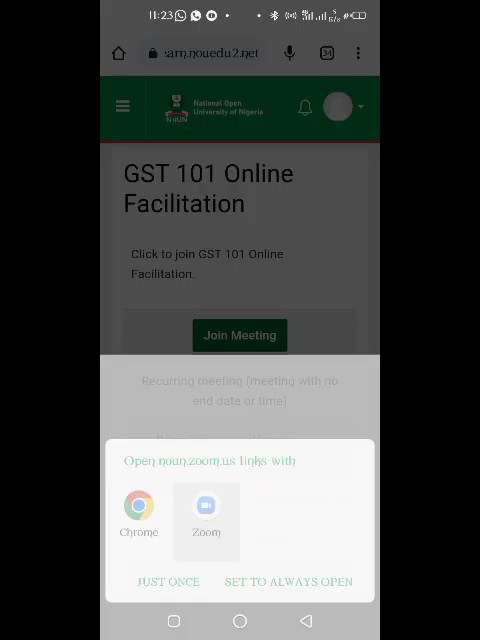 11:23
arn.nouedu2.net
34
National Open
University of Nigeria
NOUN
GST 101 Online
Facilitation
Click to join GST 101 Online
Facilitation.
Join Meeting
Recurring meeting (meeting with no
end date or time)
Open noun.zoom.us links with
Chrome
Zoom
JUST ONCE
SET TO ALWAYS OPEN